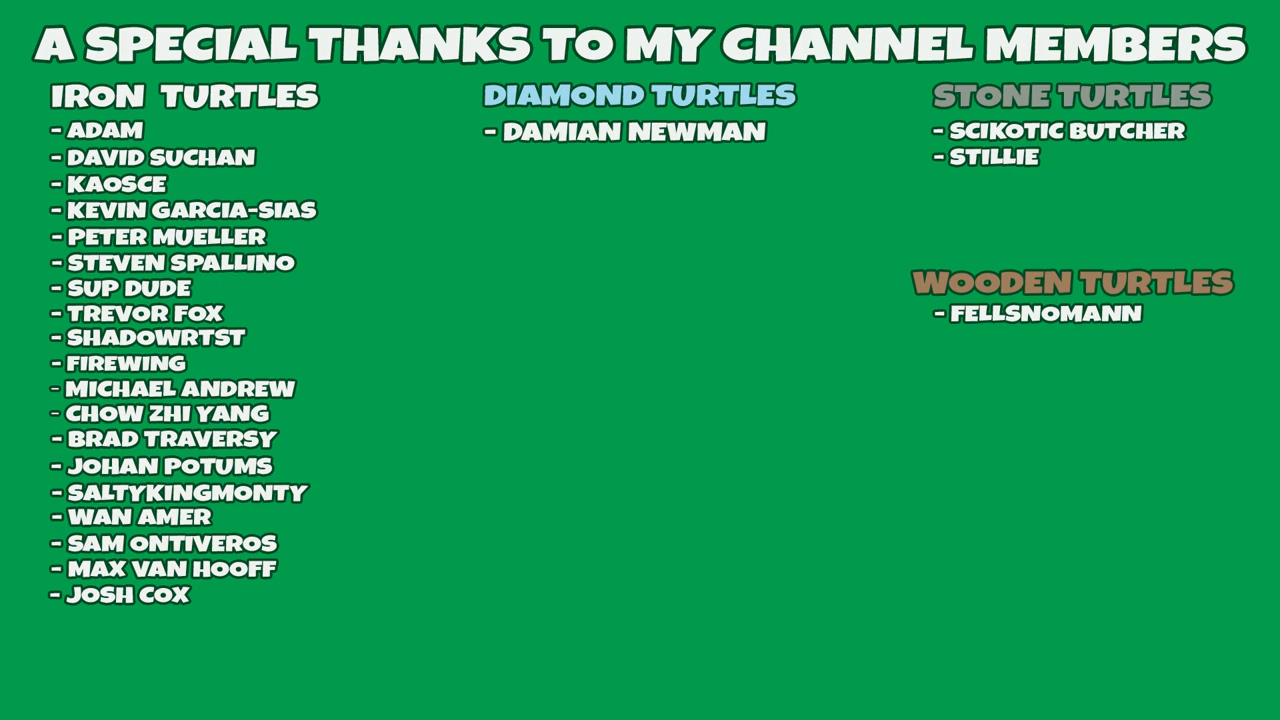 A SPECIAL THANKS TO MY CHANNEL MEMBERS
IRON TURTLES
- ADAM
- DAVID SUCHAN
- KAOSCE
- KEVIN GARCIA-SIAS
- PETER MUELLER
- STEVEN SPALLINO
- SUP DUDE
- TREVOR FOX
- SHADOWRTST
- FIREWING
- MICHAEL ANDREW
- CHOW ZHI YANG
- BRAD TRAVERSY
- JOHAN POTUMS
- SALTYKINGMONTY
- WAN AMER
- SAM ONTIVEROS
- MAX VAN HOOFF
- JOSH COX
DIAMOND TURTLES
- DAMIAN NEWMAN
STONE TURTLES
- SCIKOTIC BUTCHER
- STILLIE
WOODEN TURTLES
- FELLSNOMANN